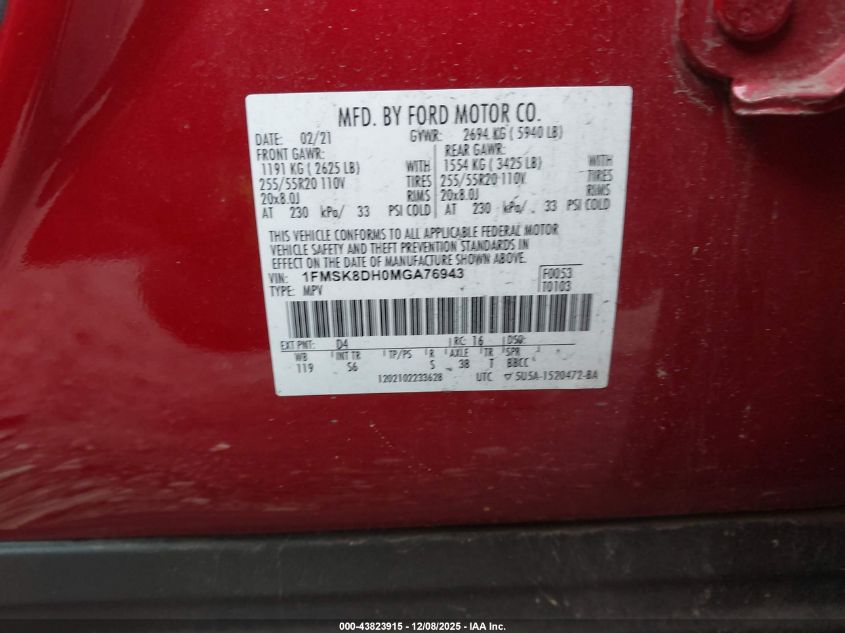 MFD. BY FORD MOTOR CO.
DATE: 02/21 GVWR: 2694 KG ( 5940 LB)
FRONT GAWR: REAR GAWR:
1191 KG ( 2625 LB) WITH 1554 KG ( 3425 LB) WITH
255/55R20 110V TIRES 255/55R20 110V TIRES
20x8.0J RIMS 20x8.0J RIMS
AT 230 kPa/ 33 PSI COLD AT 230 kPa/ 33 PSI COLD
THIS VEHICLE CONFORMS TO ALL APPLICABLE FEDERAL MOTOR
VEHICLE SAFETY AND THEFT PREVENTION STANDARDS IN
EFFECT ON THE DATE OF MANUFACTURE SHOWN ABOVE.
VIN: 1FMSK8DH0MGA76943 F0053
TYPE: MPV T0103
EXT PNT: D4 RC: 16 DSO:
WB INT TR TP/PS R AXLE TR SPR
119 S6 S 3B T BBCC
1202102233628 UTC 5U5A-1520472-BA
000-43823915 - 12/08/2025 - IAA Inc.